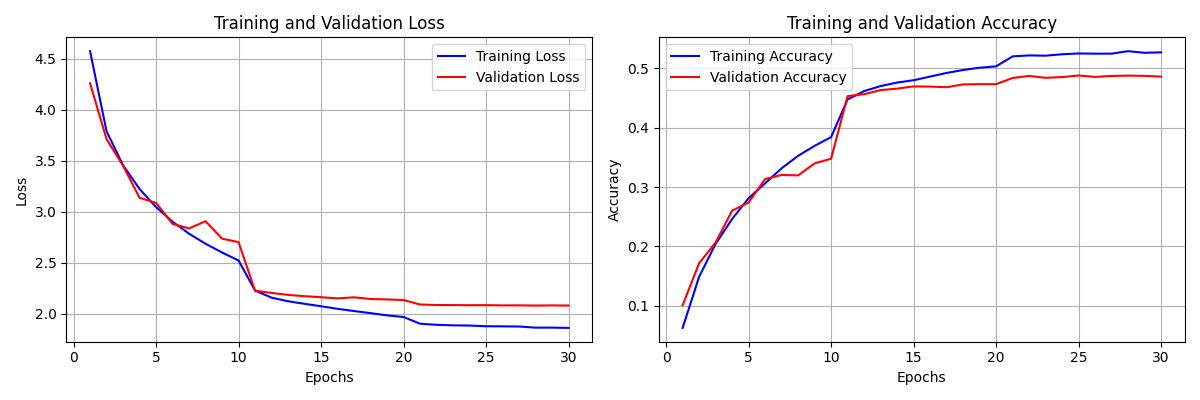 Training and Validation Loss
Training Loss
Validation Loss
4.5
4.0
3.5
3.0
2.5
2.0
Loss
0
5
10
15
20
25
30
Epochs
Training and Validation Accuracy
Training Accuracy
Validation Accuracy
0.5
0.4
0.3
0.2
0.1
Accuracy
0
5
10
15
20
25
30
Epochs